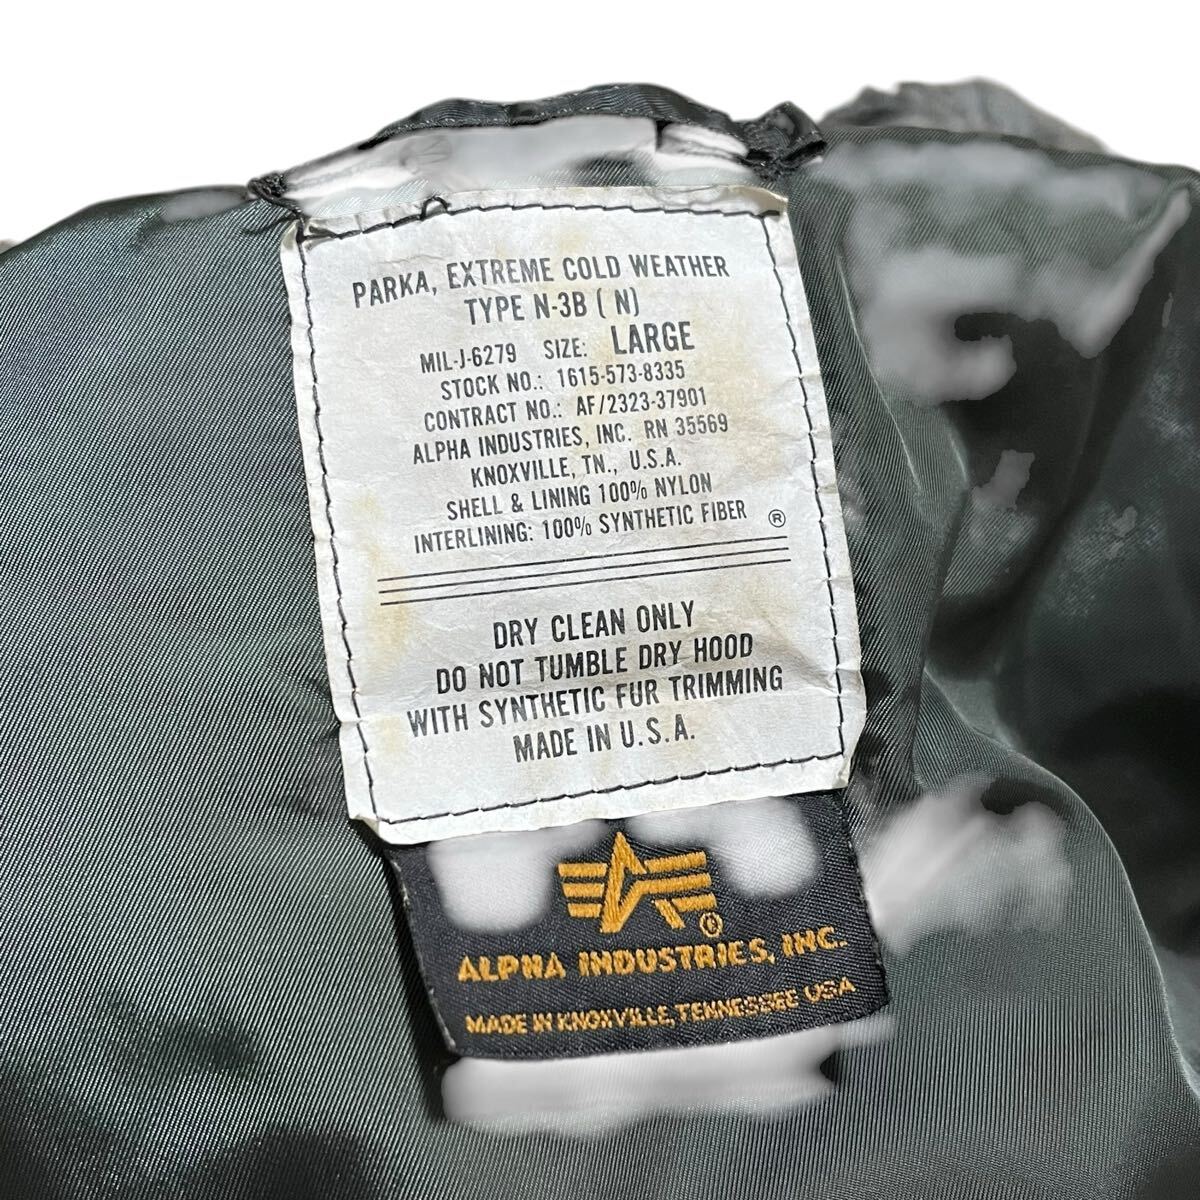 PARKA, EXTREME COLD WEATHER
TYPE N-3B ( N)
MIL-J-6279 SIZE: LARGE
STOCK NO.: 1615-573-8335
CONTRACT NO.: AF/2323-37901
ALPHA INDUSTRIES, INC. RN 35569
KNOXVILLE, TN., U.S.A.
SHELL & LINING 100% NYLON
INTERLINING: 100% SYNTHETIC FIBER ®
DRY CLEAN ONLY
DO NOT TUMBLE DRY HOOD
WITH SYNTHETIC FUR TRIMMING
MADE IN U.S.A.
®
ALPHA INDUSTRIES, INC.
MADE IN KNOXVILLE, TENNESSEE USA